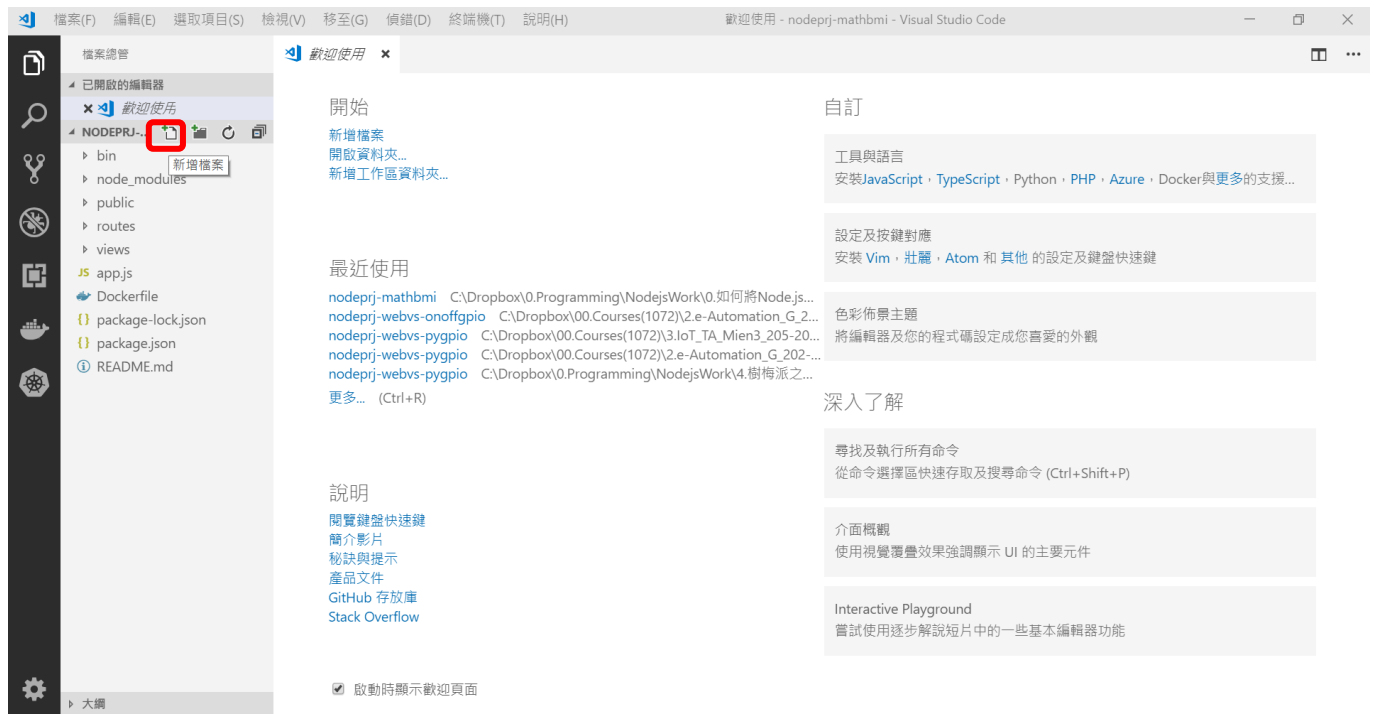 檔案(F) 編輯(E) 選取項目(S) 檢視(V) 移至(G) 偵錯(D) 終端機(T) 說明(H) 歡迎使用 - nodeprj-mathbmi - Visual Studio Code
檔案總管
歡迎使用
已開啟的編輯器
歡迎使用
NODEPRJ-...
新增檔案
bin
node_modules
public
routes
views
JS app.js
Dockerfile
{} package-lock.json
{} package.json
README.md
大綱
開始
新增檔案
開啟資料夾...
新增工作區資料夾...
最近使用
nodeprj-mathbmi C:\Dropbox\0.Programming\NodejsWork\0.如何將Node.js...
nodeprj-webvs-onoffgpio C:\Dropbox\00.Courses(1072)\2.e-Automation_G_2...
nodeprj-webvs-pygpio C:\Dropbox\00.Courses(1072)\3.IoT_TA_Mien3_205-20...
nodeprj-webvs-pygpio C:\Dropbox\00.Courses(1072)\2.e-Automation_G_202-...
nodeprj-webvs-pygpio C:\Dropbox\0.Programming\NodejsWork\4.樹梅派之...
更多... (Ctrl+R)
說明
閱覽鍵盤快速鍵
簡介影片
秘訣與提示
產品文件
GitHub 存放庫
Stack Overflow
啟動時顯示歡迎頁面
自訂
工具與語言
安裝JavaScript，TypeScript，Python，PHP，Azure，Docker與更多的支援...
設定及按鍵對應
安裝 Vim，壯麗，Atom 和 其他 的設定及鍵盤快速鍵
色彩佈景主題
將編輯器及您的程式碼設定成您喜愛的外觀
深入了解
尋找及執行所有命令
從命令選擇區快速存取及搜尋命令 (Ctrl+Shift+P)
介面概觀
使用視覺覆疊效果強調顯示 UI 的主要元件
Interactive Playground
嘗試使用逐步解說短片中的一些基本編輯器功能